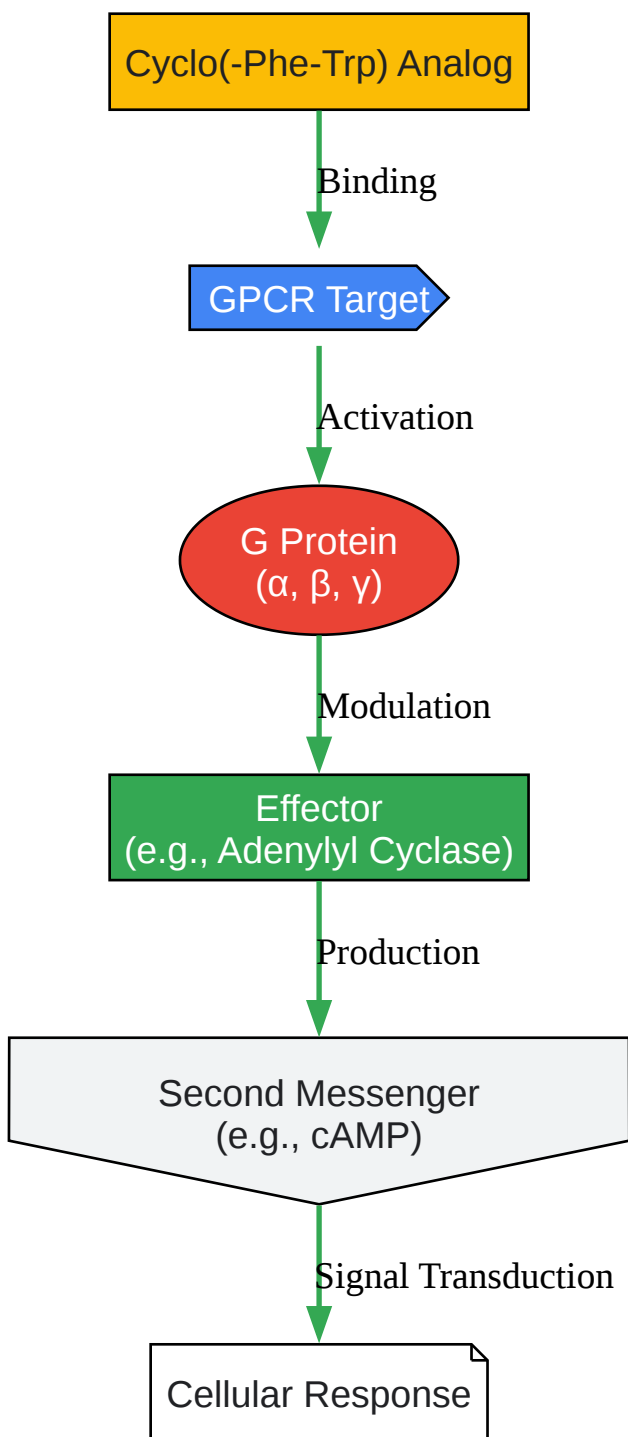 Cyclo(-Phe-Trp) Analog
Binding
GPCR Target
Activation
G Protein
(α, β, γ)
Modulation
Effector
(e.g., Adenylyl Cyclase)
Production
Second Messenger
(e.g., cAMP)
Signal Transduction
Cellular Response